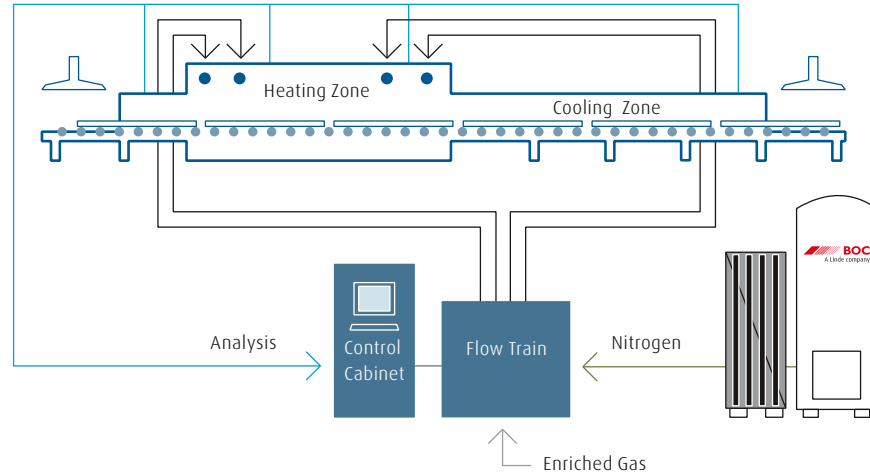 Heating Zone
Cooling Zone
BOC
A Linde company
Analysis
Control
Cabinet
Flow Train
Nitrogen
Enriched Gas